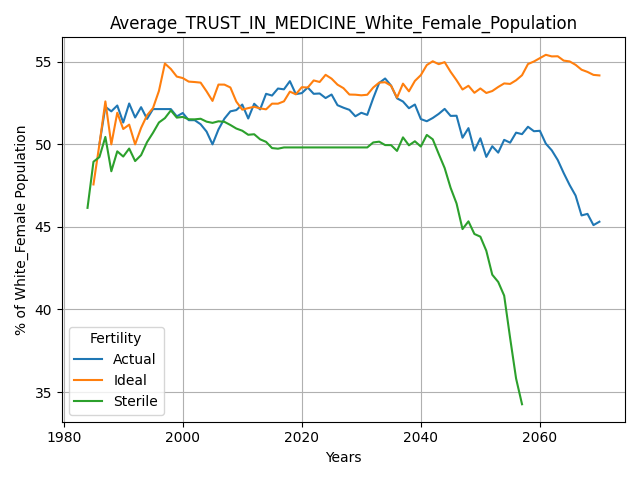 Average_TRUST_IN_MEDICINE_White_Female_Population
% of White_Female Population
55
50
45
40
35
Fertility
Actual
Ideal
Sterile
1980
2000
2020
2040
2060
Years